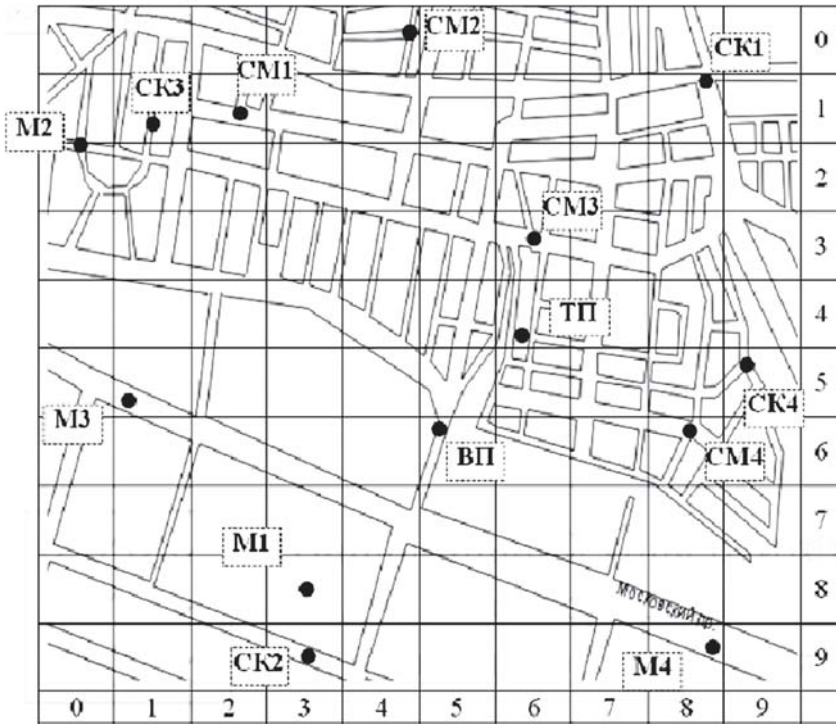 СМ2
0
СК1
СК3
СМ1
1
М2
2
СМ3
3
ТП
4
5
М3
СК4
ВП
СМ4
6
7
М1
Московский пр.
8
СК2
М4
9
0 1 2 3 4 5 6 7 8 9